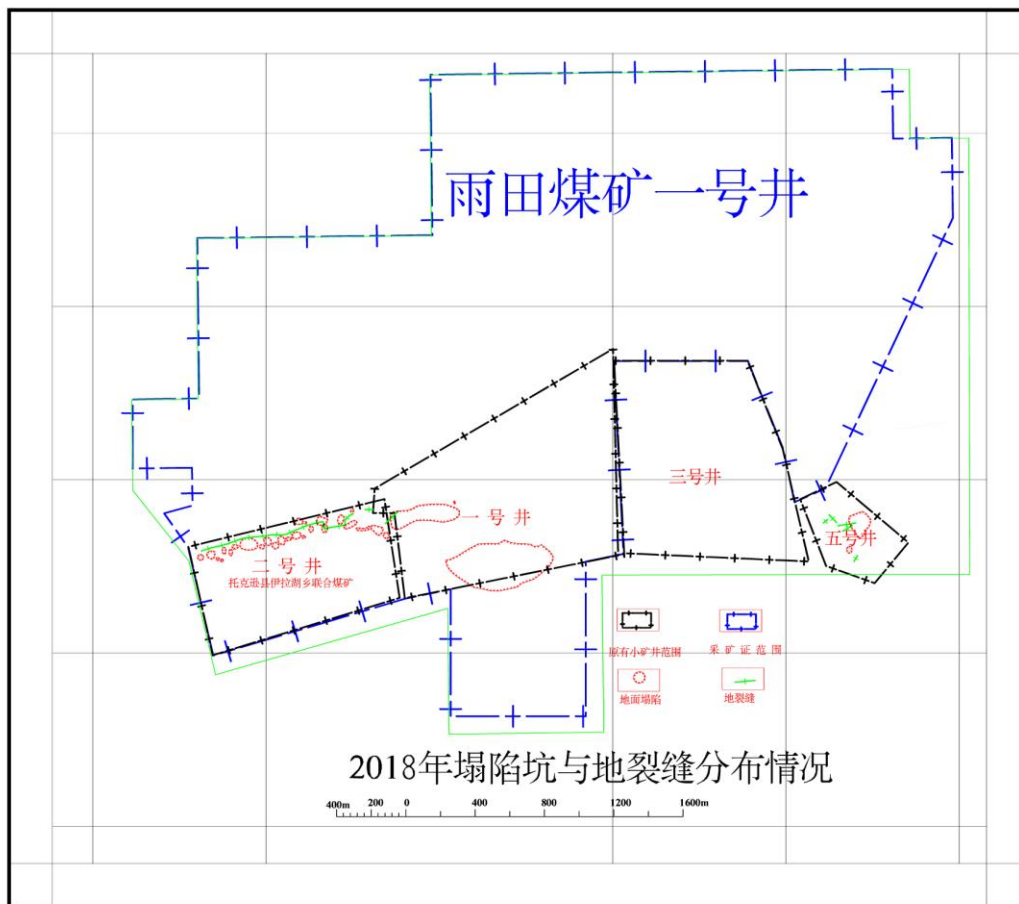 雨田煤矿一号井
三号井
一号井
五号井
二号井
托克逊县伊拉湖乡联合煤矿
原有小矿井范围
采矿证范围
地面塌陷
地裂缝
2018年塌陷坑与地裂缝分布情况
400m 200 0 400 800 1200 1600m